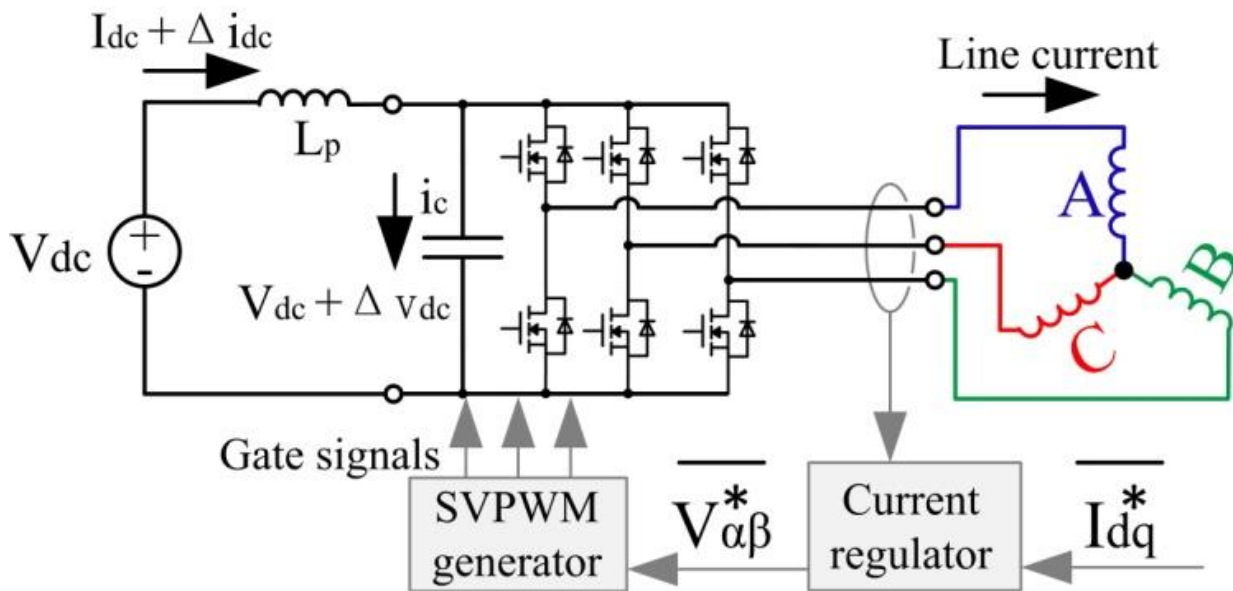 Idc + Δ idc
Line current
Lp
A
ic
Vdc
+
-
B
Vdc + Δ Vdc
C
Gate signals
SVPWM
generator
V*αβ
Current
regulator
I*dq